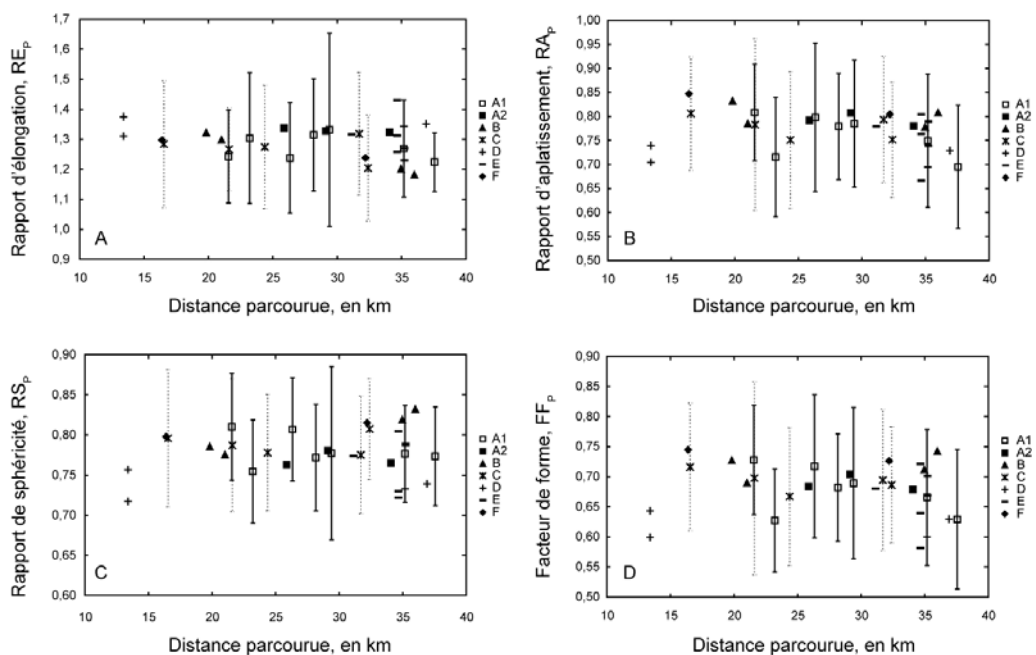 Rapport d'élongation, REp
1,7
1,6
1,5
1,4
1,3
1,2
1,1
1,0
0,9
A
10 15 20 25 30 35 40
Distance parcourue, en km
A1
A2
B
C
D
E
F
Rapport d'aplatissement, RAp
1,00
0,95
0,90
0,85
0,80
0,75
0,70
0,65
0,60
0,55
0,50
B
10 15 20 25 30 35 40
Distance parcourue, en km
A1
A2
B
C
D
E
F
Rapport de sphéricité, RSp
0,90
0,85
0,80
0,75
0,70
0,65
0,60
C
10 15 20 25 30 35 40
Distance parcourue, en km
A1
A2
B
C
D
E
F
Facteur de forme, FFp
0,90
0,85
0,80
0,75
0,70
0,65
0,60
0,55
0,50
D
10 15 20 25 30 35 40
Distance parcourue, en km
A1
A2
B
C
D
E
F